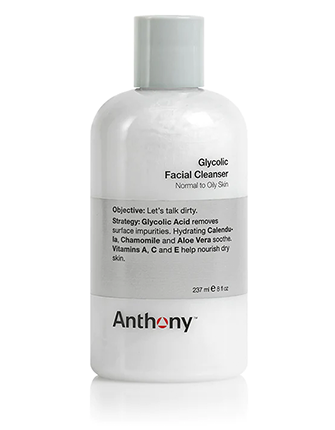 Glycolic
Facial Cleanser
Normal to Oily Skin
Objective: Let's talk dirty.
Strategy: Glycolic Acid removes
surface impurities. Hydrating Calendu-
la, Chamomile and Aloe Vera soothe.
Vitamins A, C and E help nourish dry
skin.
237 ml ℮ 8 fl oz
Anthony™